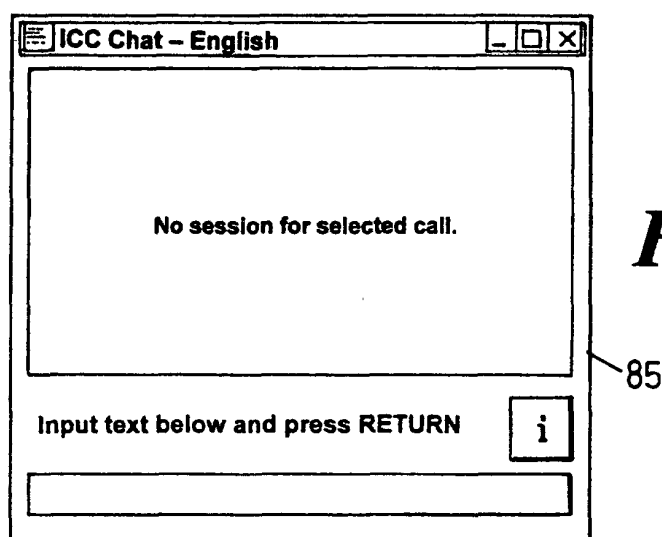 ICC Chat – English
No session for selected call.
85
Input text below and press RETURN
i